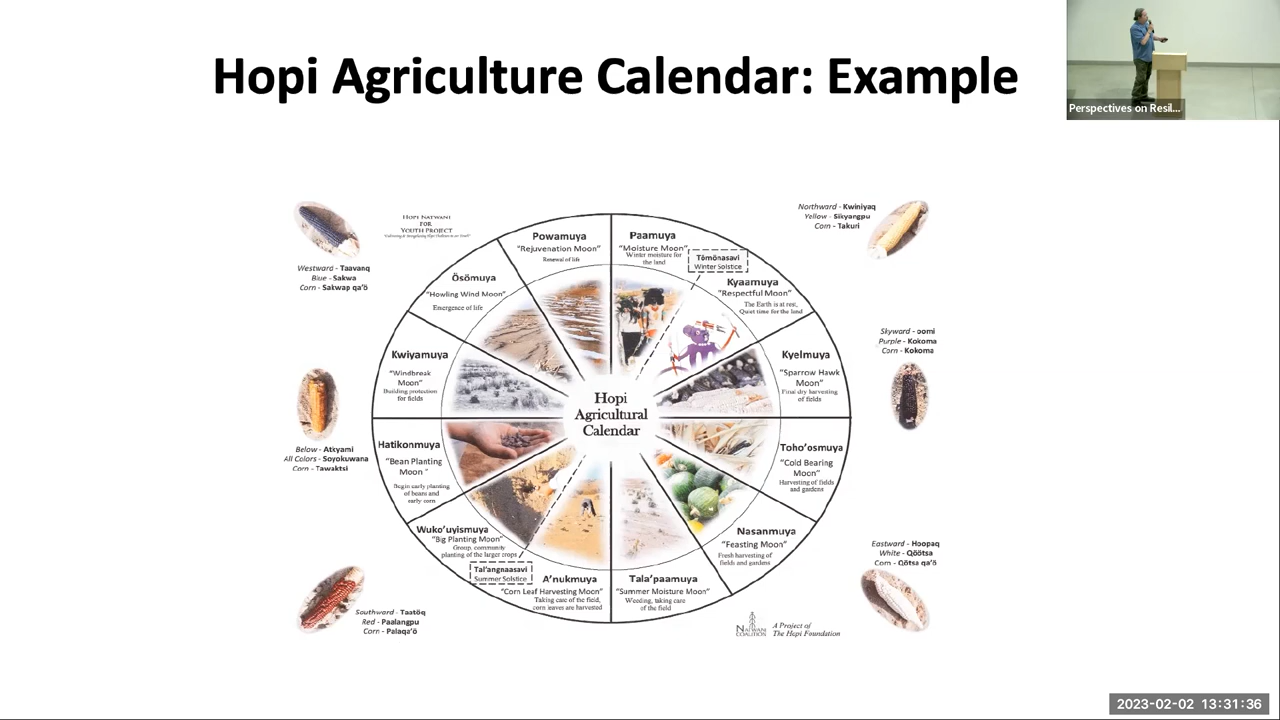 Hopi Agriculture Calendar: Example
Perspectives on Resil...
HOPI NATWANI
FOR
YOUTH PROJECT
Westward - Taavanq
Blue - Sakwa
Corn - Sakwap qa'ö
Northward - Kwiniyaq
Yellow - Sikyangpu
Corn - Takuri
Powamuya
"Rejuvenation Moon"
Renewal of life
Paamuya
"Moisture Moon"
Winter moisture for
the land
Tömönasavi
Winter Solstice
Kyaamuya
"Respectful Moon"
The Earth is at rest,
Quiet time for the land
Ösömuya
"Howling Wind Moon"
Emergence of life
Skyward - oomi
Purple - Kokoma
Corn - Kokoma
Kwiyamuya
"Windbreak
Moon"
Building protection
for fields
Kyelmuya
"Sparrow Hawk
Moon"
Final dry harvesting
of fields
Hopi
Agricultural
Calendar
Below - Atkyami
All Colors - Soyokuwana
Corn - Tawaktsi
Hatikonmuya
"Bean Planting
Moon "
Begin early planting
of beans and
early corn
Toho'osmuya
"Cold Bearing
Moon"
Harvesting of fields
and gardens
Wuko'uyismuya
"Big Planting Moon"
Group, community
planting of the larger crops
Tal'angnaasavi
Summer Solstice
Nasanmuya
"Feasting Moon"
Fresh harvesting of
fields and gardens
Eastward - Hoopaq
White - Qöötsa
Corn - Qötsa qa'ö
A'nukmuya
"Corn Leaf Harvesting Moon"
Taking care of the field,
corn leaves are harvested
Tala'paamuya
"Summer Moisture Moon"
Weeding, taking care
of the field
Southward - Taatöq
Red - Paalangpu
Corn - Palaqa'ö
NATWANI
COALITION
A Project of
The Hopi Foundation
2023-02-02 13:31:36